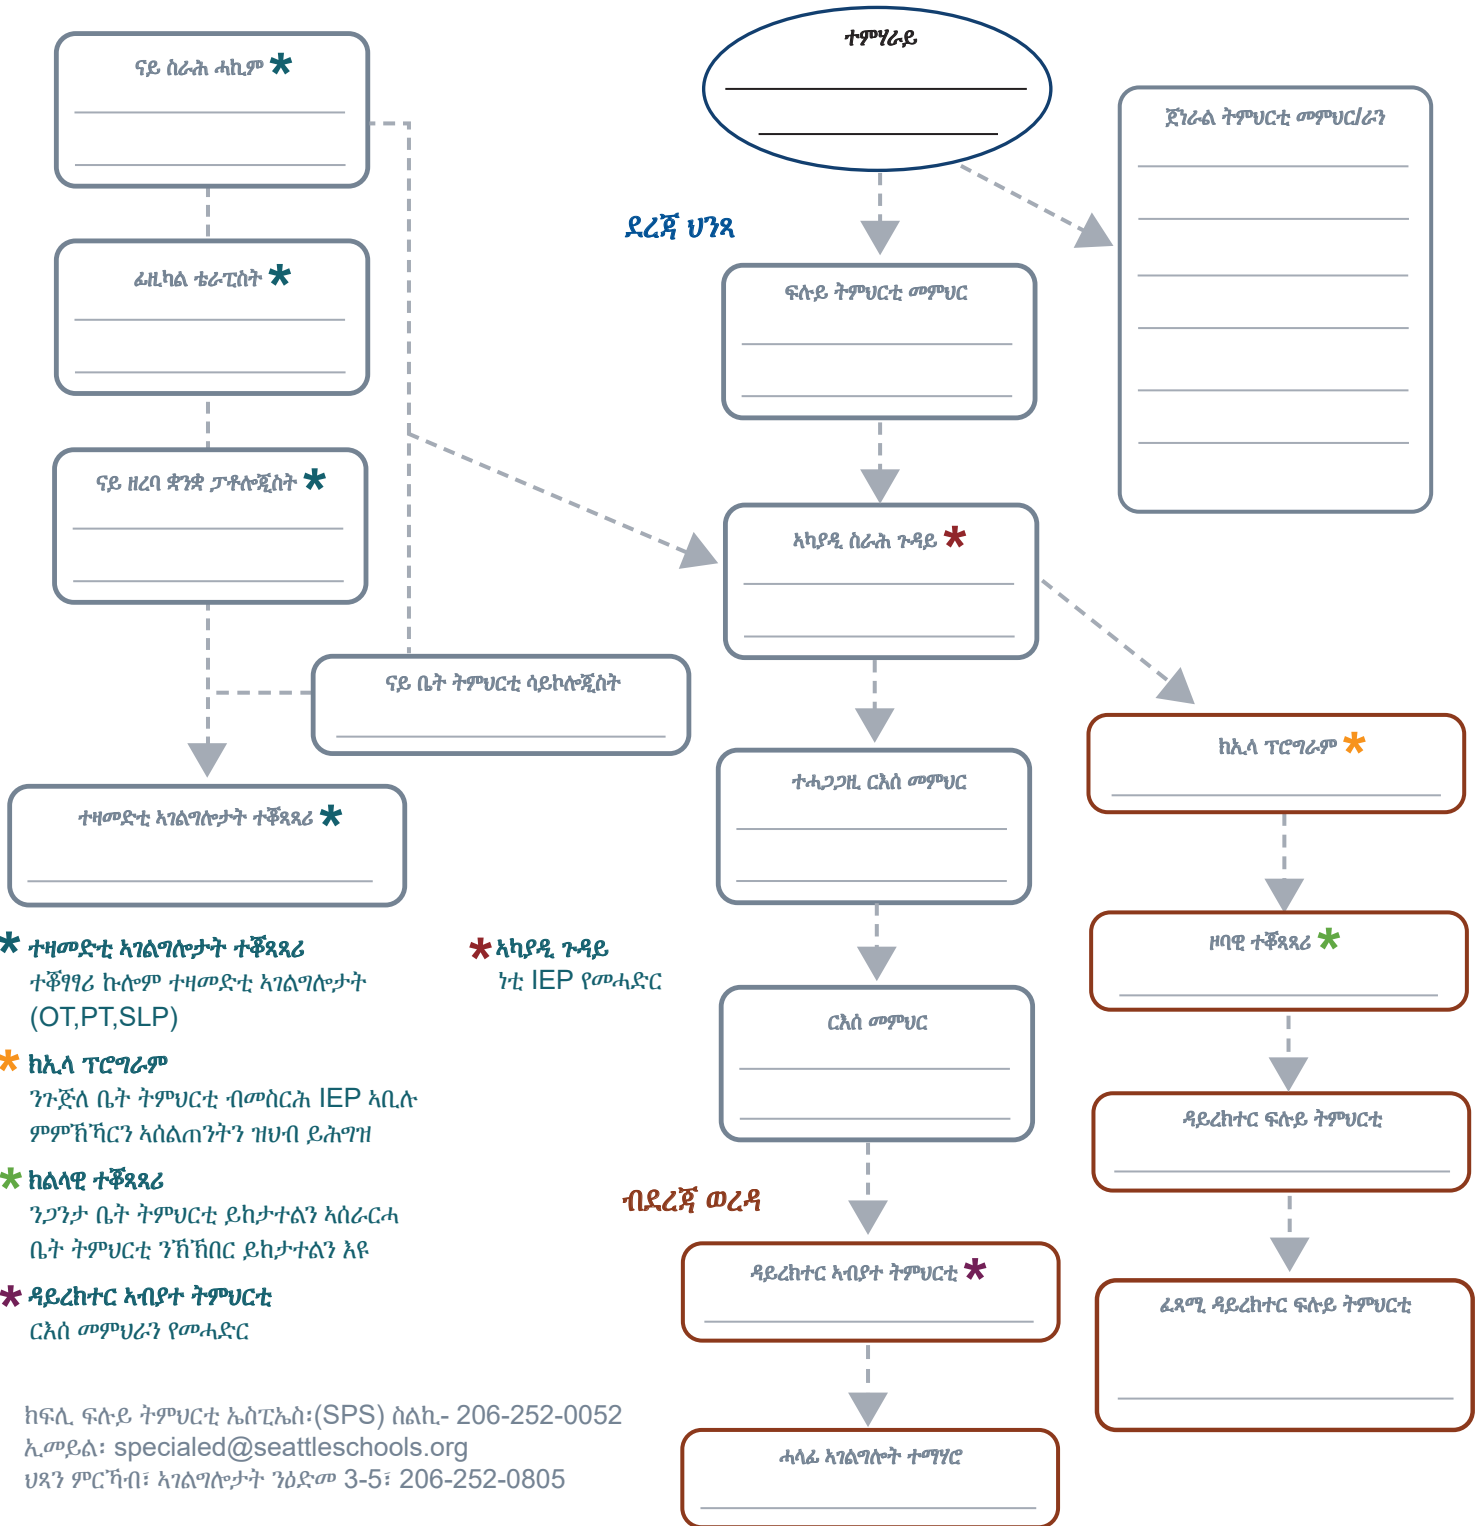 ተምሃራይ
ናይ ስራሕ ሓኪም *
ጀነራል ትምህርቲ መምህር/ራን
ደረጃ ህንጻ
ፊዚካል ቴራፒስት *
ፍሉይ ትምህርቲ መምህር
ናይ ዘረባ ቋንቋ ፓቶሎጂስት *
ኣካያዲ ስራሕ ጉዳይ *
ናይ ቤት ትምህርቲ ሳይኮሎጂስት
ክኢላ ፕሮግራም *
ተሓጋጋዚ ርእሰ መምህር
ተዛመድቲ ኣገልግሎታት ተቖጻጻሪ *
ዞባዊ ተቖጻጻሪ *
ርእሰ መምህር
ዳይረክተር ፍሉይ ትምህርቲ
ብደረጃ ወረዳ
ዳይረክተር ኣብያተ ትምህርቲ *
ፈጻሚ ዳይረክተር ፍሉይ ትምህርቲ
ሓላፊ ኣገልግሎት ተማሃሮ
* ተዛመድቲ ኣገልግሎታት ተቖጻጻሪ
ተቖፃፃሪ ኩሎም ተዛመድቲ ኣገልግሎታት
(OT,PT,SLP)
* ክኢላ ፕሮግራም
ንጉጅለ ቤት ትምህርቲ ብመስርሕ IEP ኣቢሉ
ምምኽኻርን ኣሰልጠንትን ዝህብ ይሕግዝ
* ክልላዊ ተቖጻጻሪ
ንጋንታ ቤት ትምህርቲ ይከታተልን ኣሰራርሓ
ቤት ትምህርቲ ንኽኽበር ይከታተልን እዩ
* ዳይረክተር ኣብያተ ትምህርቲ
ርእሰ መምህራን የመሓድር
* ኣካያዲ ጉዳይ
ነቲ IEP የመሓድር
ክፍሊ ፍሉይ ትምህርቲ ኤስፒኤስ፡(SPS) ስልኪ- 206-252-0052
ኢመይል፡ specialed@seattleschools.org
ህጻን ምርኻብ፣ ኣገልግሎታት ንዕድመ 3-5፣ 206-252-0805